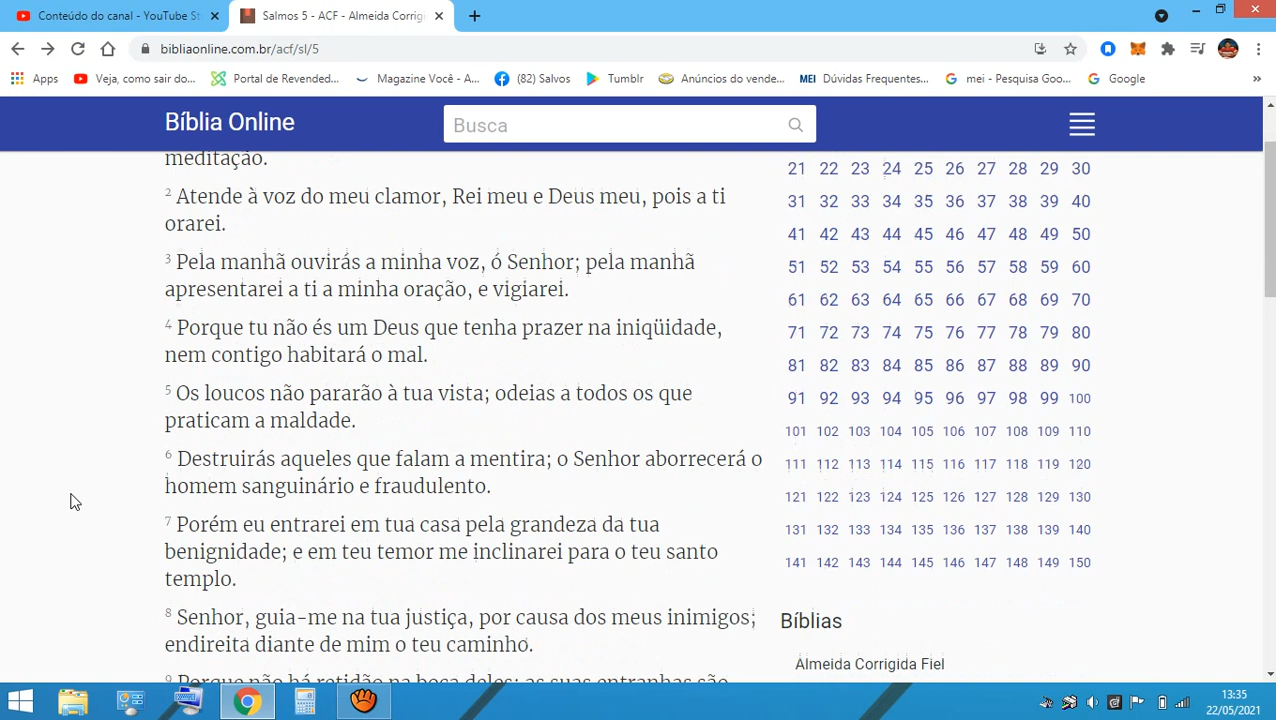 Conteúdo do canal - YouTube St
Salmos 5 - ACF - Almeida Corrigi
bibliaonline.com.br/acf/sl/5
Apps
Veja, como sair do...
Portal de Revended...
Magazine Você - A...
(82) Salvos
Tumblr
Anúncios do vende...
MEI Dúvidas Frequentes...
mei - Pesquisa Goo...
Google
»
Bíblia Online
Busca
meditação.
2 Atende à voz do meu clamor, Rei meu e Deus meu, pois a ti
orarei.
3 Pela manhã ouvirás a minha voz, ó Senhor; pela manhã
apresentarei a ti a minha oração, e vigiarei.
4 Porque tu não és um Deus que tenha prazer na iniqüidade,
nem contigo habitará o mal.
5 Os loucos não pararão à tua vista; odeias a todos os que
praticam a maldade.
6 Destruirás aqueles que falam a mentira; o Senhor aborrecerá o
homem sanguinário e fraudulento.
7 Porém eu entrarei em tua casa pela grandeza da tua
benignidade; e em teu temor me inclinarei para o teu santo
templo.
8 Senhor, guia-me na tua justiça, por causa dos meus inimigos;
endireita diante de mim o teu caminho.
9 Porque não há retidão na boca deles; as suas entranhas são
21 22 23 24 25 26 27 28 29 30
31 32 33 34 35 36 37 38 39 40
41 42 43 44 45 46 47 48 49 50
51 52 53 54 55 56 57 58 59 60
61 62 63 64 65 66 67 68 69 70
71 72 73 74 75 76 77 78 79 80
81 82 83 84 85 86 87 88 89 90
91 92 93 94 95 96 97 98 99 100
101 102 103 104 105 106 107 108 109 110
111 112 113 114 115 116 117 118 119 120
121 122 123 124 125 126 127 128 129 130
131 132 133 134 135 136 137 138 139 140
141 142 143 144 145 146 147 148 149 150
Bíblias
Almeida Corrigida Fiel
13:35
22/05/2021